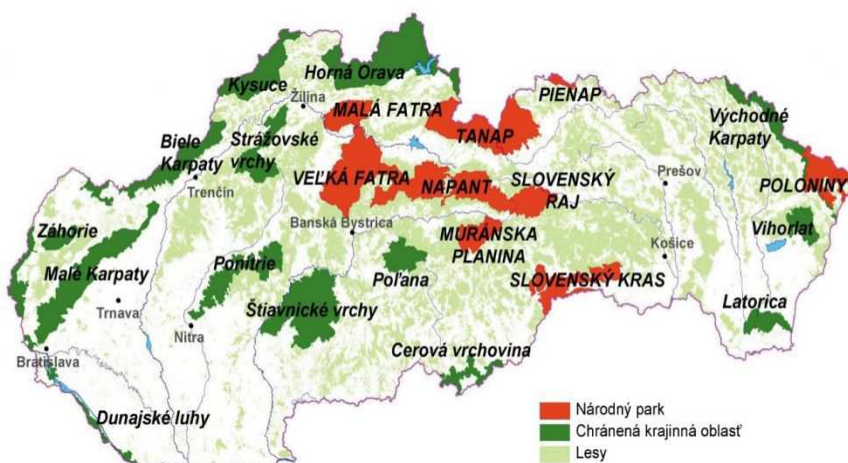 Horná Orava
Kysuce
Žilina
MALÁ FATRA
PIENAP
TANAP
Východné
Karpaty
Strážovské
vrchy
Biele
Karpaty
Trenčín
VEĽKÁ FATRA
NAPANT
SLOVENSKÝ
RAJ
Prešov
POLONINY
Banská Bystrica
MURÁNSKA
PLANINA
Vihorlat
Záhorie
Malé Karpaty
Ponitrie
Poľana
Košice
SLOVENSKÝ KRAS
Trnava
Štiavnické vrchy
Nitra
Latorica
Bratislava
Cerová vrchovina
Dunajské luhy
Národný park
Chránená krajinná oblasť
Lesy